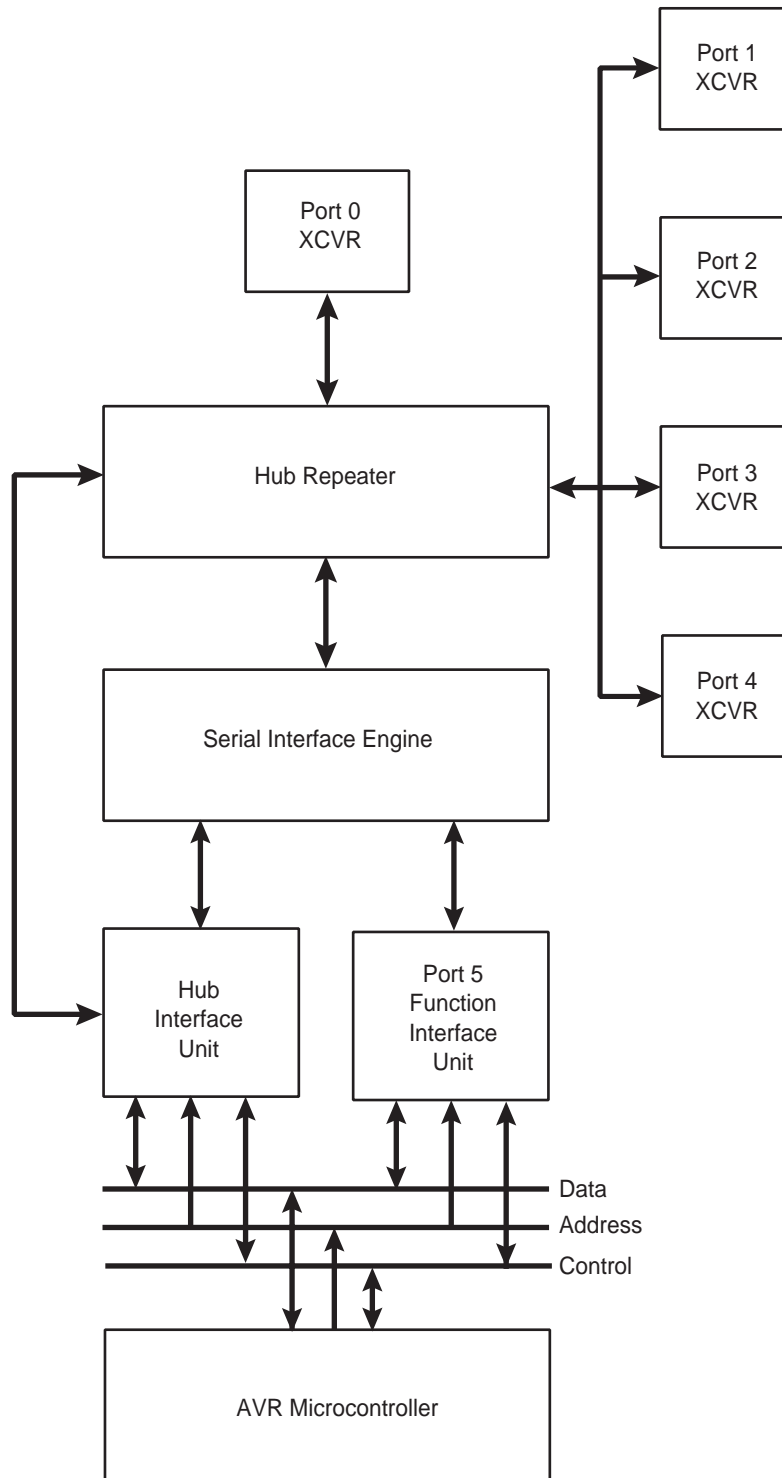 Port 1
XCVR
Port 0
XCVR
Port 2
XCVR
Hub Repeater
Port 3
XCVR
Port 4
XCVR
Serial Interface Engine
Hub
Interface
Unit
Port 5
Function
Interface
Unit
Data
Address
Control
AVR Microcontroller